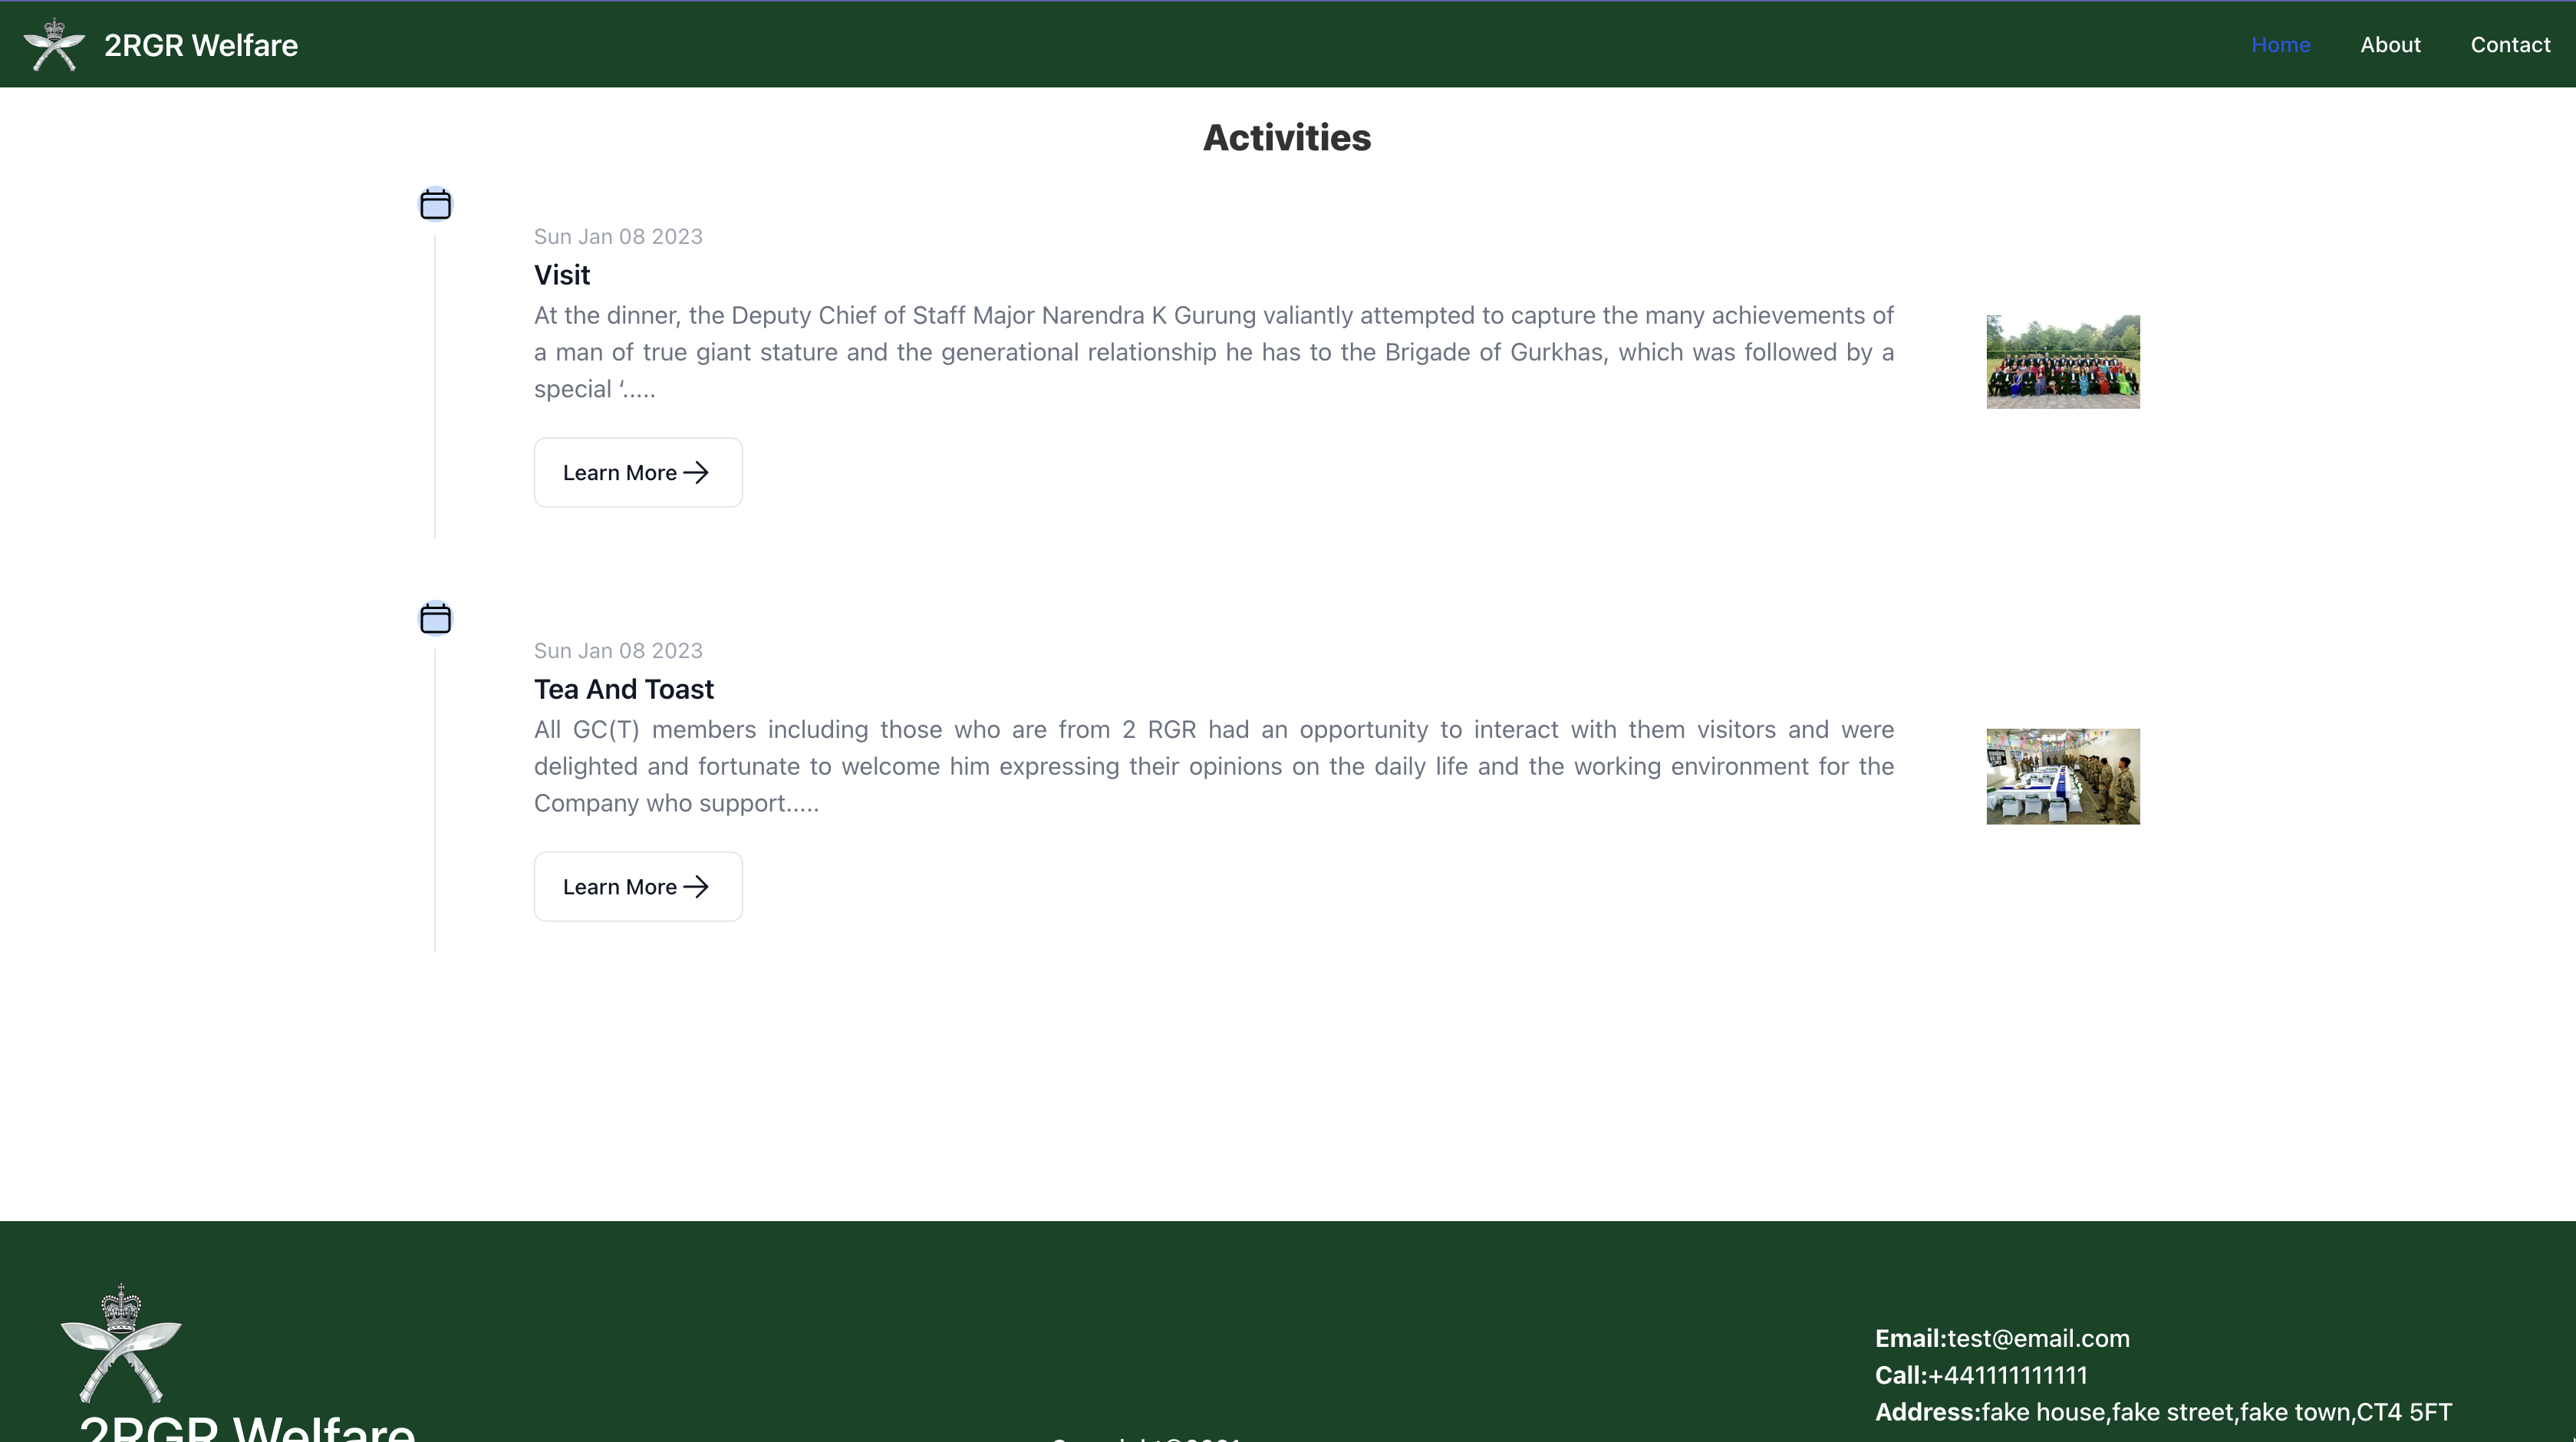 2RGR Welfare
Home
About
Contact
Activities
Sun Jan 08 2023
Visit
At the dinner, the Deputy Chief of Staff Major Narendra K Gurung valiantly attempted to capture the many achievements of
a man of true giant stature and the generational relationship he has to the Brigade of Gurkhas, which was followed by a
special ‘.....
Learn More
Sun Jan 08 2023
Tea And Toast
All GC(T) members including those who are from 2 RGR had an opportunity to interact with them visitors and were
delighted and fortunate to welcome him expressing their opinions on the daily life and the working environment for the
Company who support.....
Learn More
Email:test@email.com
Call:+441111111111
Address:fake house,fake street,fake town,CT4 5FT
2RGR Welfare